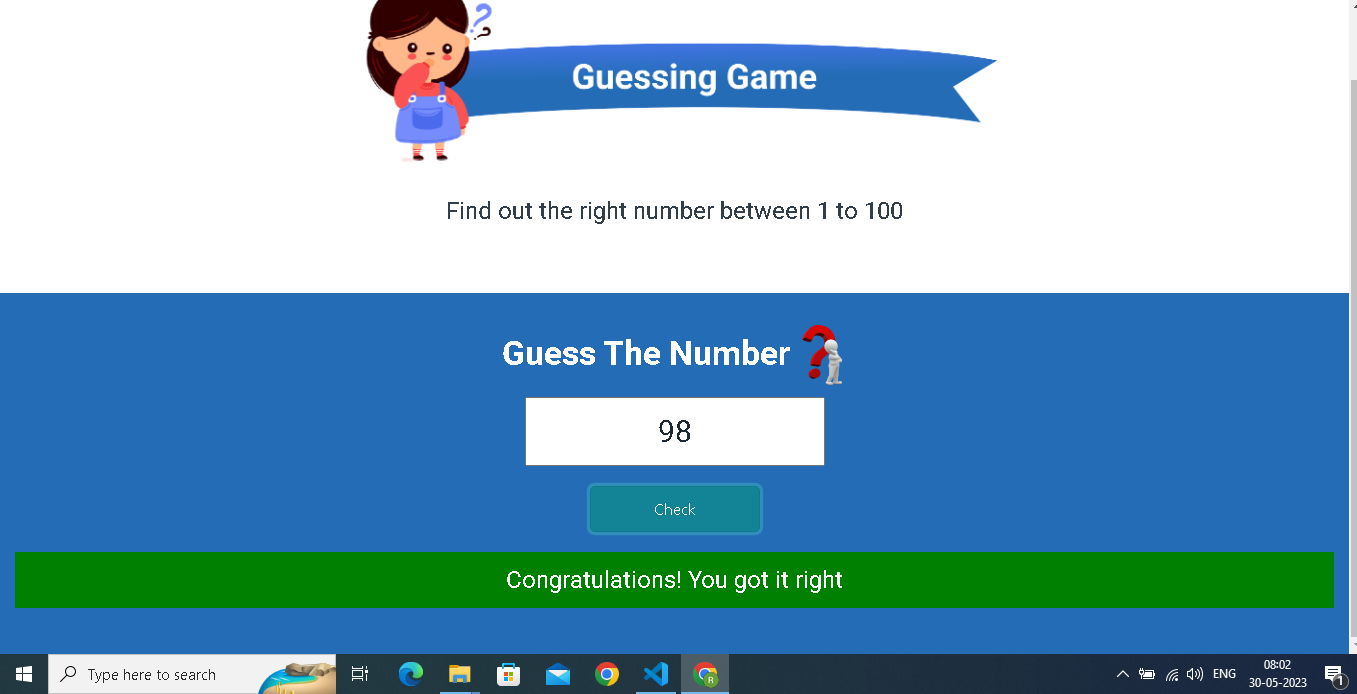 Guessing Game
Find out the right number between 1 to 100
Guess The Number
98
Check
Congratulations! You got it right
Type here to search
R
ENG
08:02
30-05-2023
1